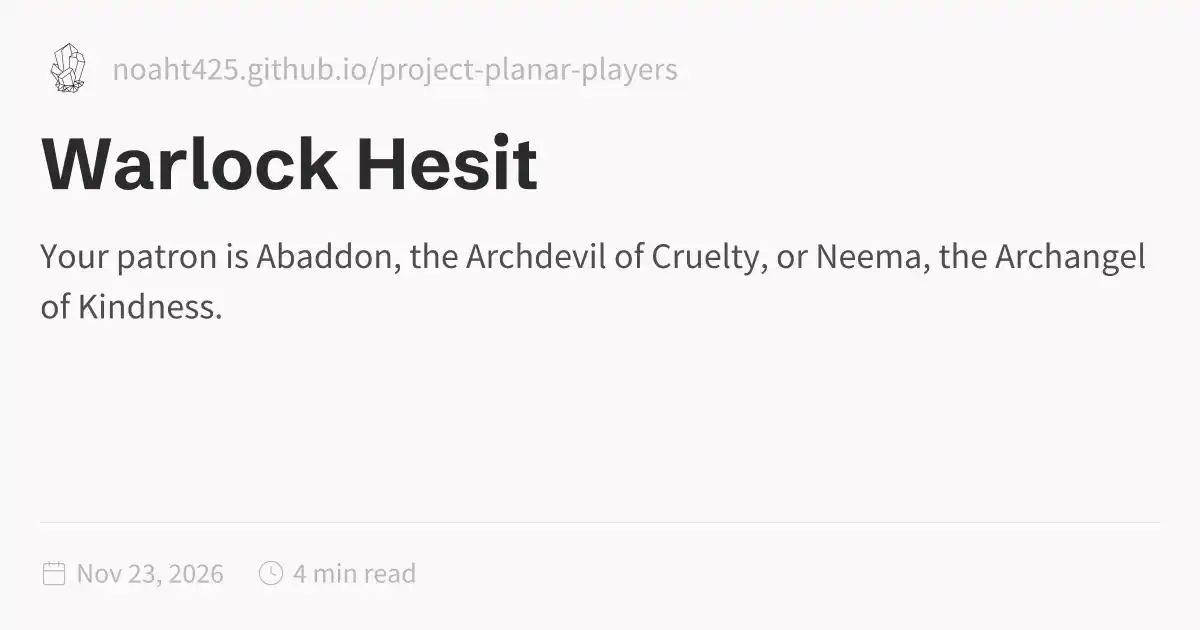 noaht425.github.io/project-planar-players
Warlock Hesit
Your patron is Abaddon, the Archdevil of Cruelty, or Neema, the Archangel
of Kindness.
Nov 23, 2026 4 min read